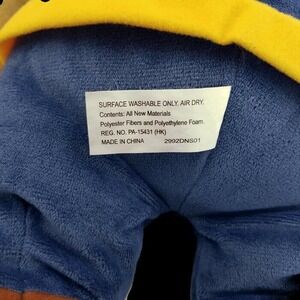 SURFACE WASHABLE ONLY. AIR DRY.
Contents: All New Materials
Polyester Fibers and Polyethylene Foam.
REG. NO. PA-15431 (HK)
MADE IN CHINA 2992DNS01